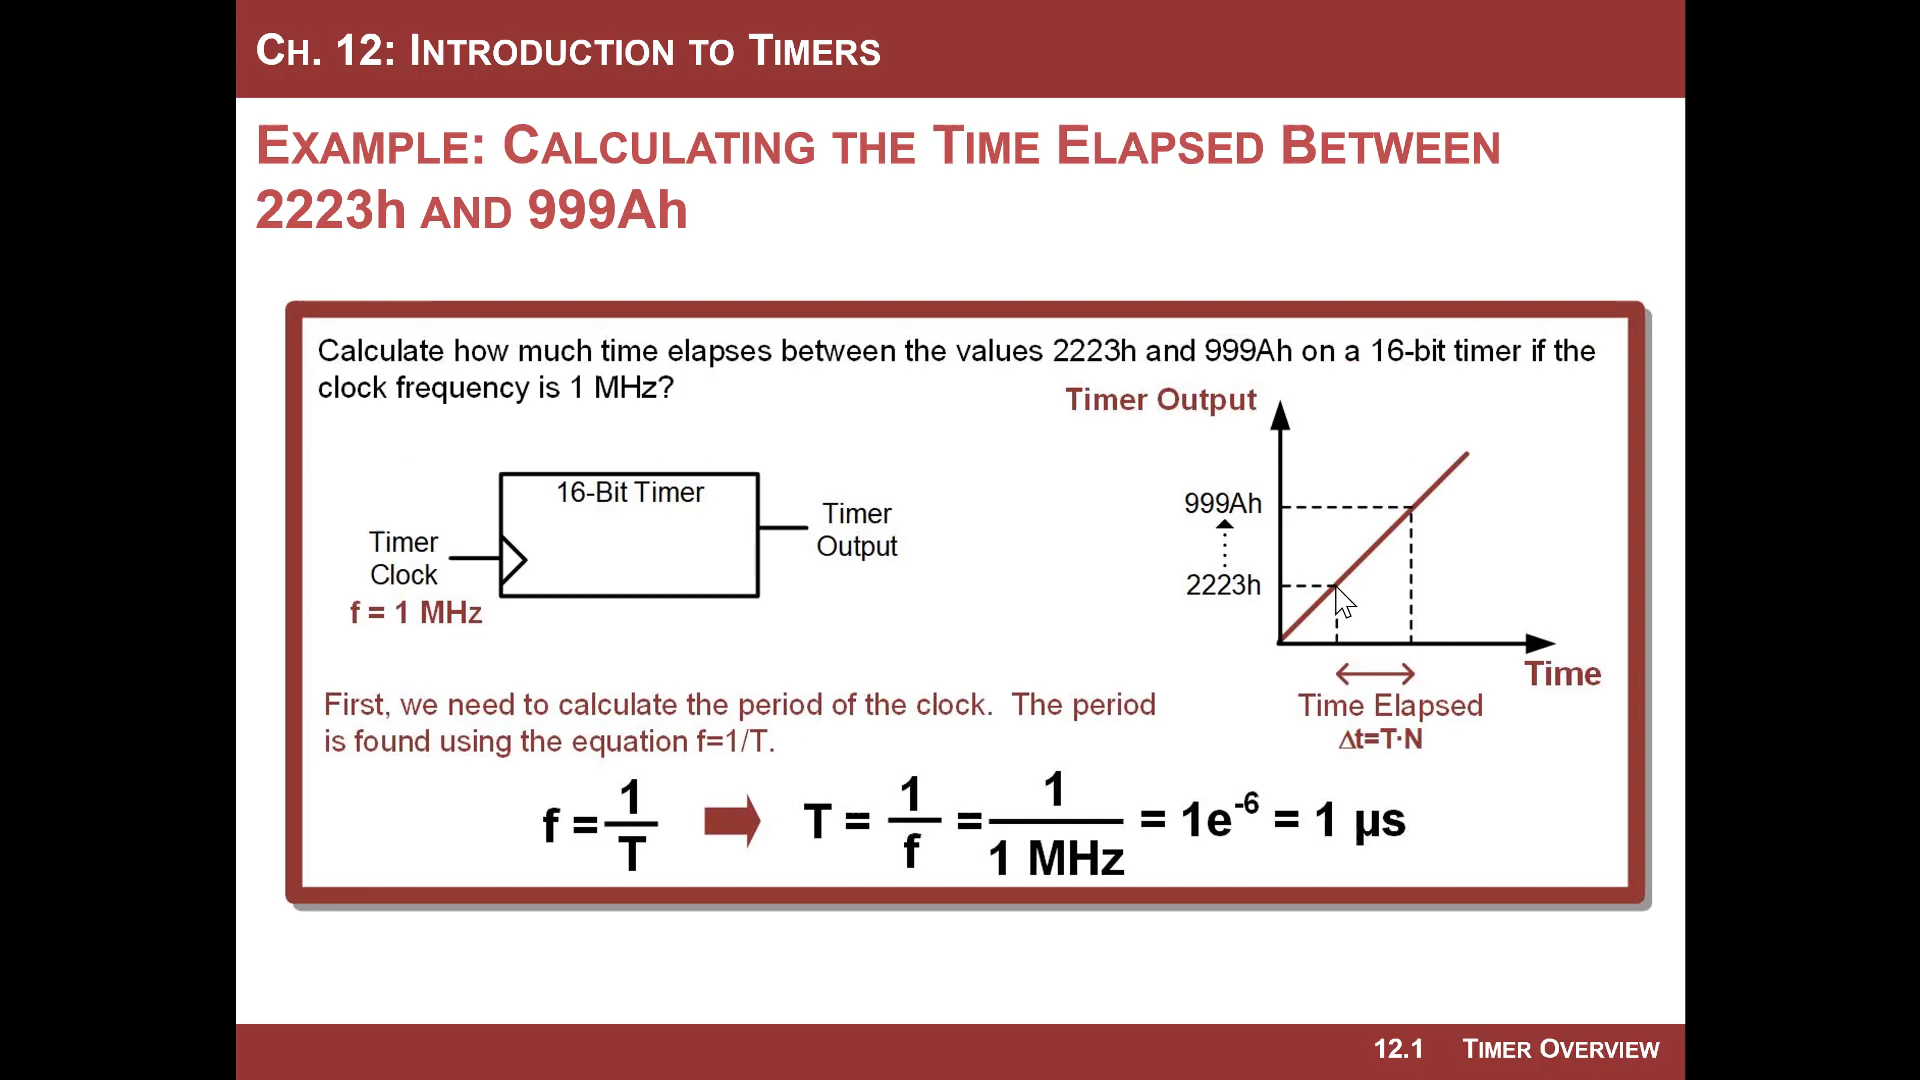 CH. 12: INTRODUCTION TO TIMERS
EXAMPLE: CALCULATING THE TIME ELAPSED BETWEEN
2223h AND 999Ah
Calculate how much time elapses between the values 2223h and 999Ah on a 16-bit timer if the
clock frequency is 1 MHz?
16-Bit Timer
Timer
Clock
f = 1 MHz
Timer
Output
Timer Output
999Ah
2223h
Time
Time Elapsed
Δt=T·N
First, we need to calculate the period of the clock.  The period
is found using the equation f=1/T.
f = 1/T
T = 1/f = 1/1 MHz = 1e⁻⁶ = 1 µs
12.1 TIMER OVERVIEW